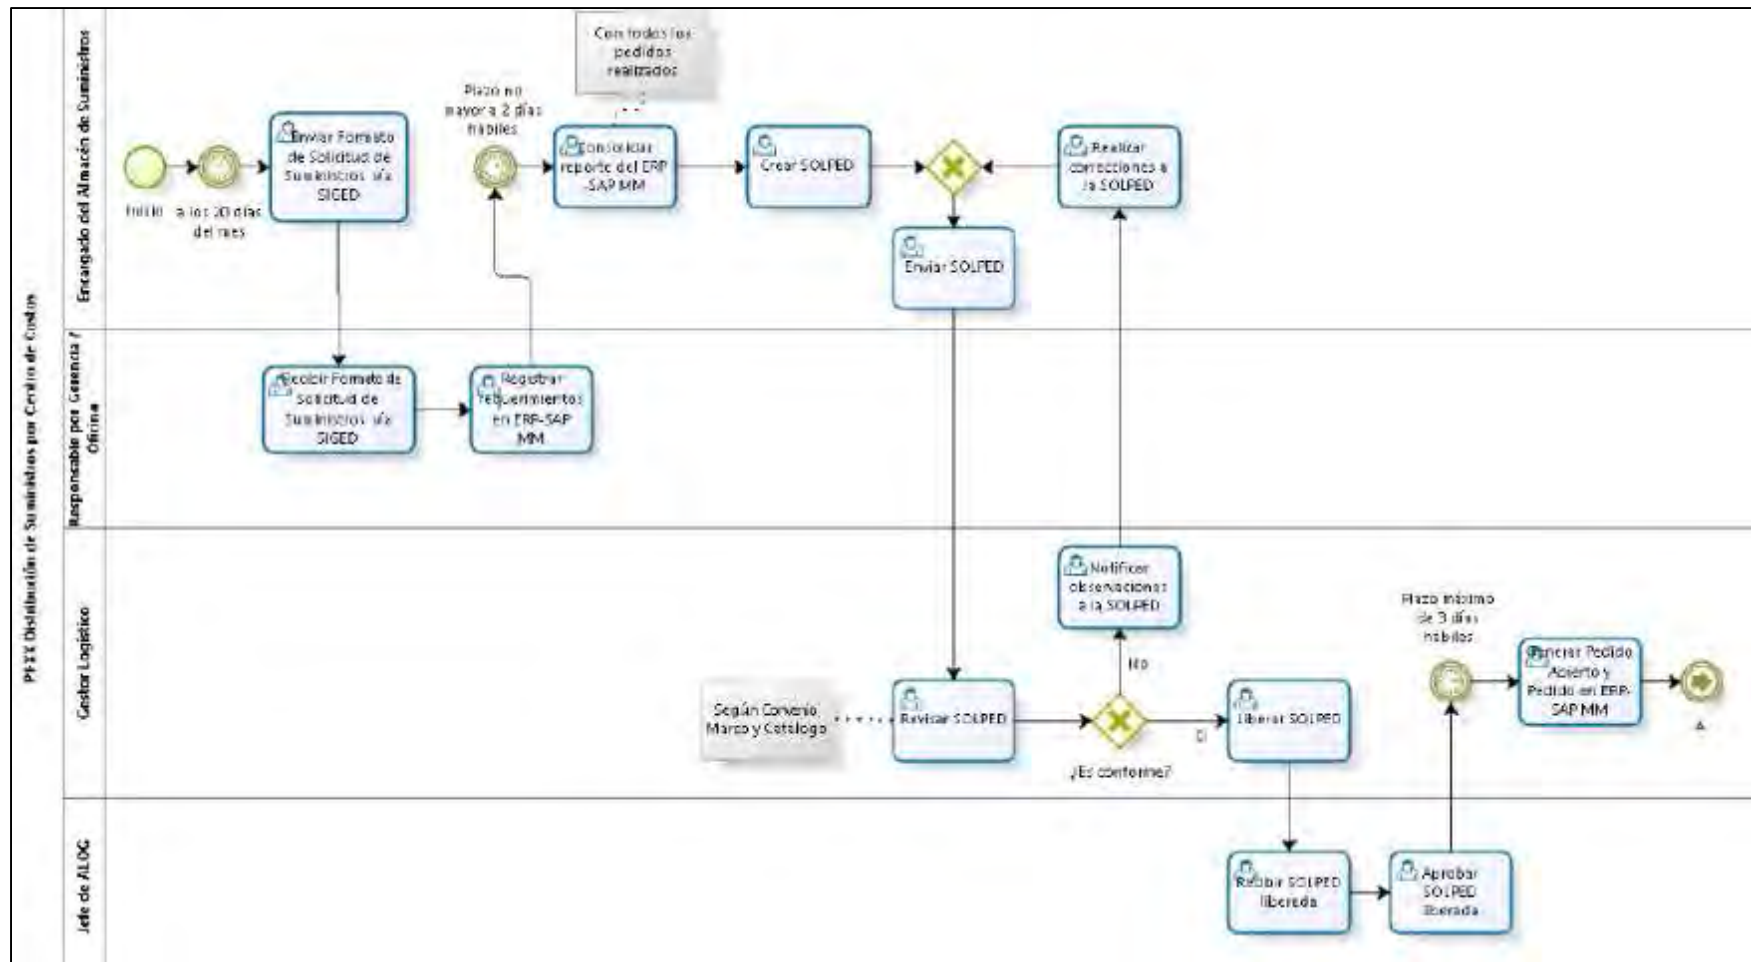 Distribución de Suministros por Centro de Costos
Encargado del Almacén de Suministros
Con todos los
pedidos
realizados
Plazo no
mayor a 2 días
hábiles
Enviar Formato
de Solicitud de
Suministros vía
SIGED
Consolidar
reporte del ERP
-SAP MM
Crear SOLPED
Realizar
correcciones a
la SOLPED
Inicio
a los 20 días
del mes
Enviar SOLPED
Responsable por Gerencia /
Oficina
Recibir Formato de
Solicitud de
Suministros vía
SIGED
Registrar
requerimientos
en ERP-SAP
MM
Gestor Logístico
Notificar
observaciones
a la SOLPED
No
Plazo máximo
de 3 días
hábiles
Generar Pedido
Abierto y
Pedido en ERP-
SAP MM
A
Según Convenio
Marco y Catálogo
Revisar SOLPED
¿Es conforme?
Liberar SOLPED
Jefe de ALOG
Recibir SOLPED
liberada
Aprobar
SOLPED
liberada